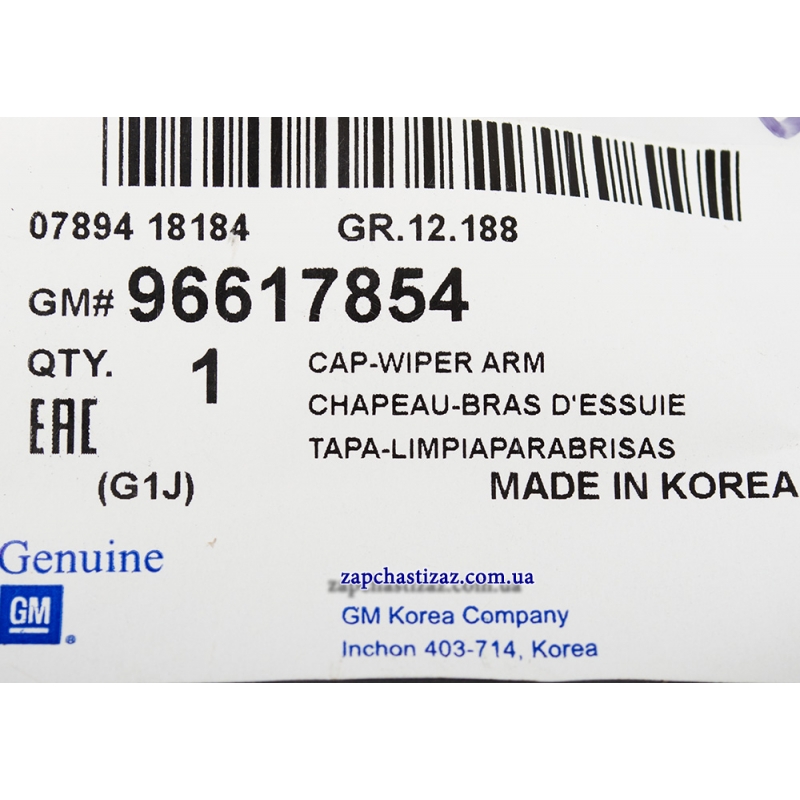 07894 18184 GR.12.188
GM# 96617854
QTY. 1 CAP-WIPER ARM
CHAPEAU-BRAS D'ESSUIE
EAC
TAPA-LIMPIAPARABRISAS
(G1J) MADE IN KOREA
Genuine
zapchastizaz.com.ua
GM ®
GM Korea Company
Inchon 403-714, Korea